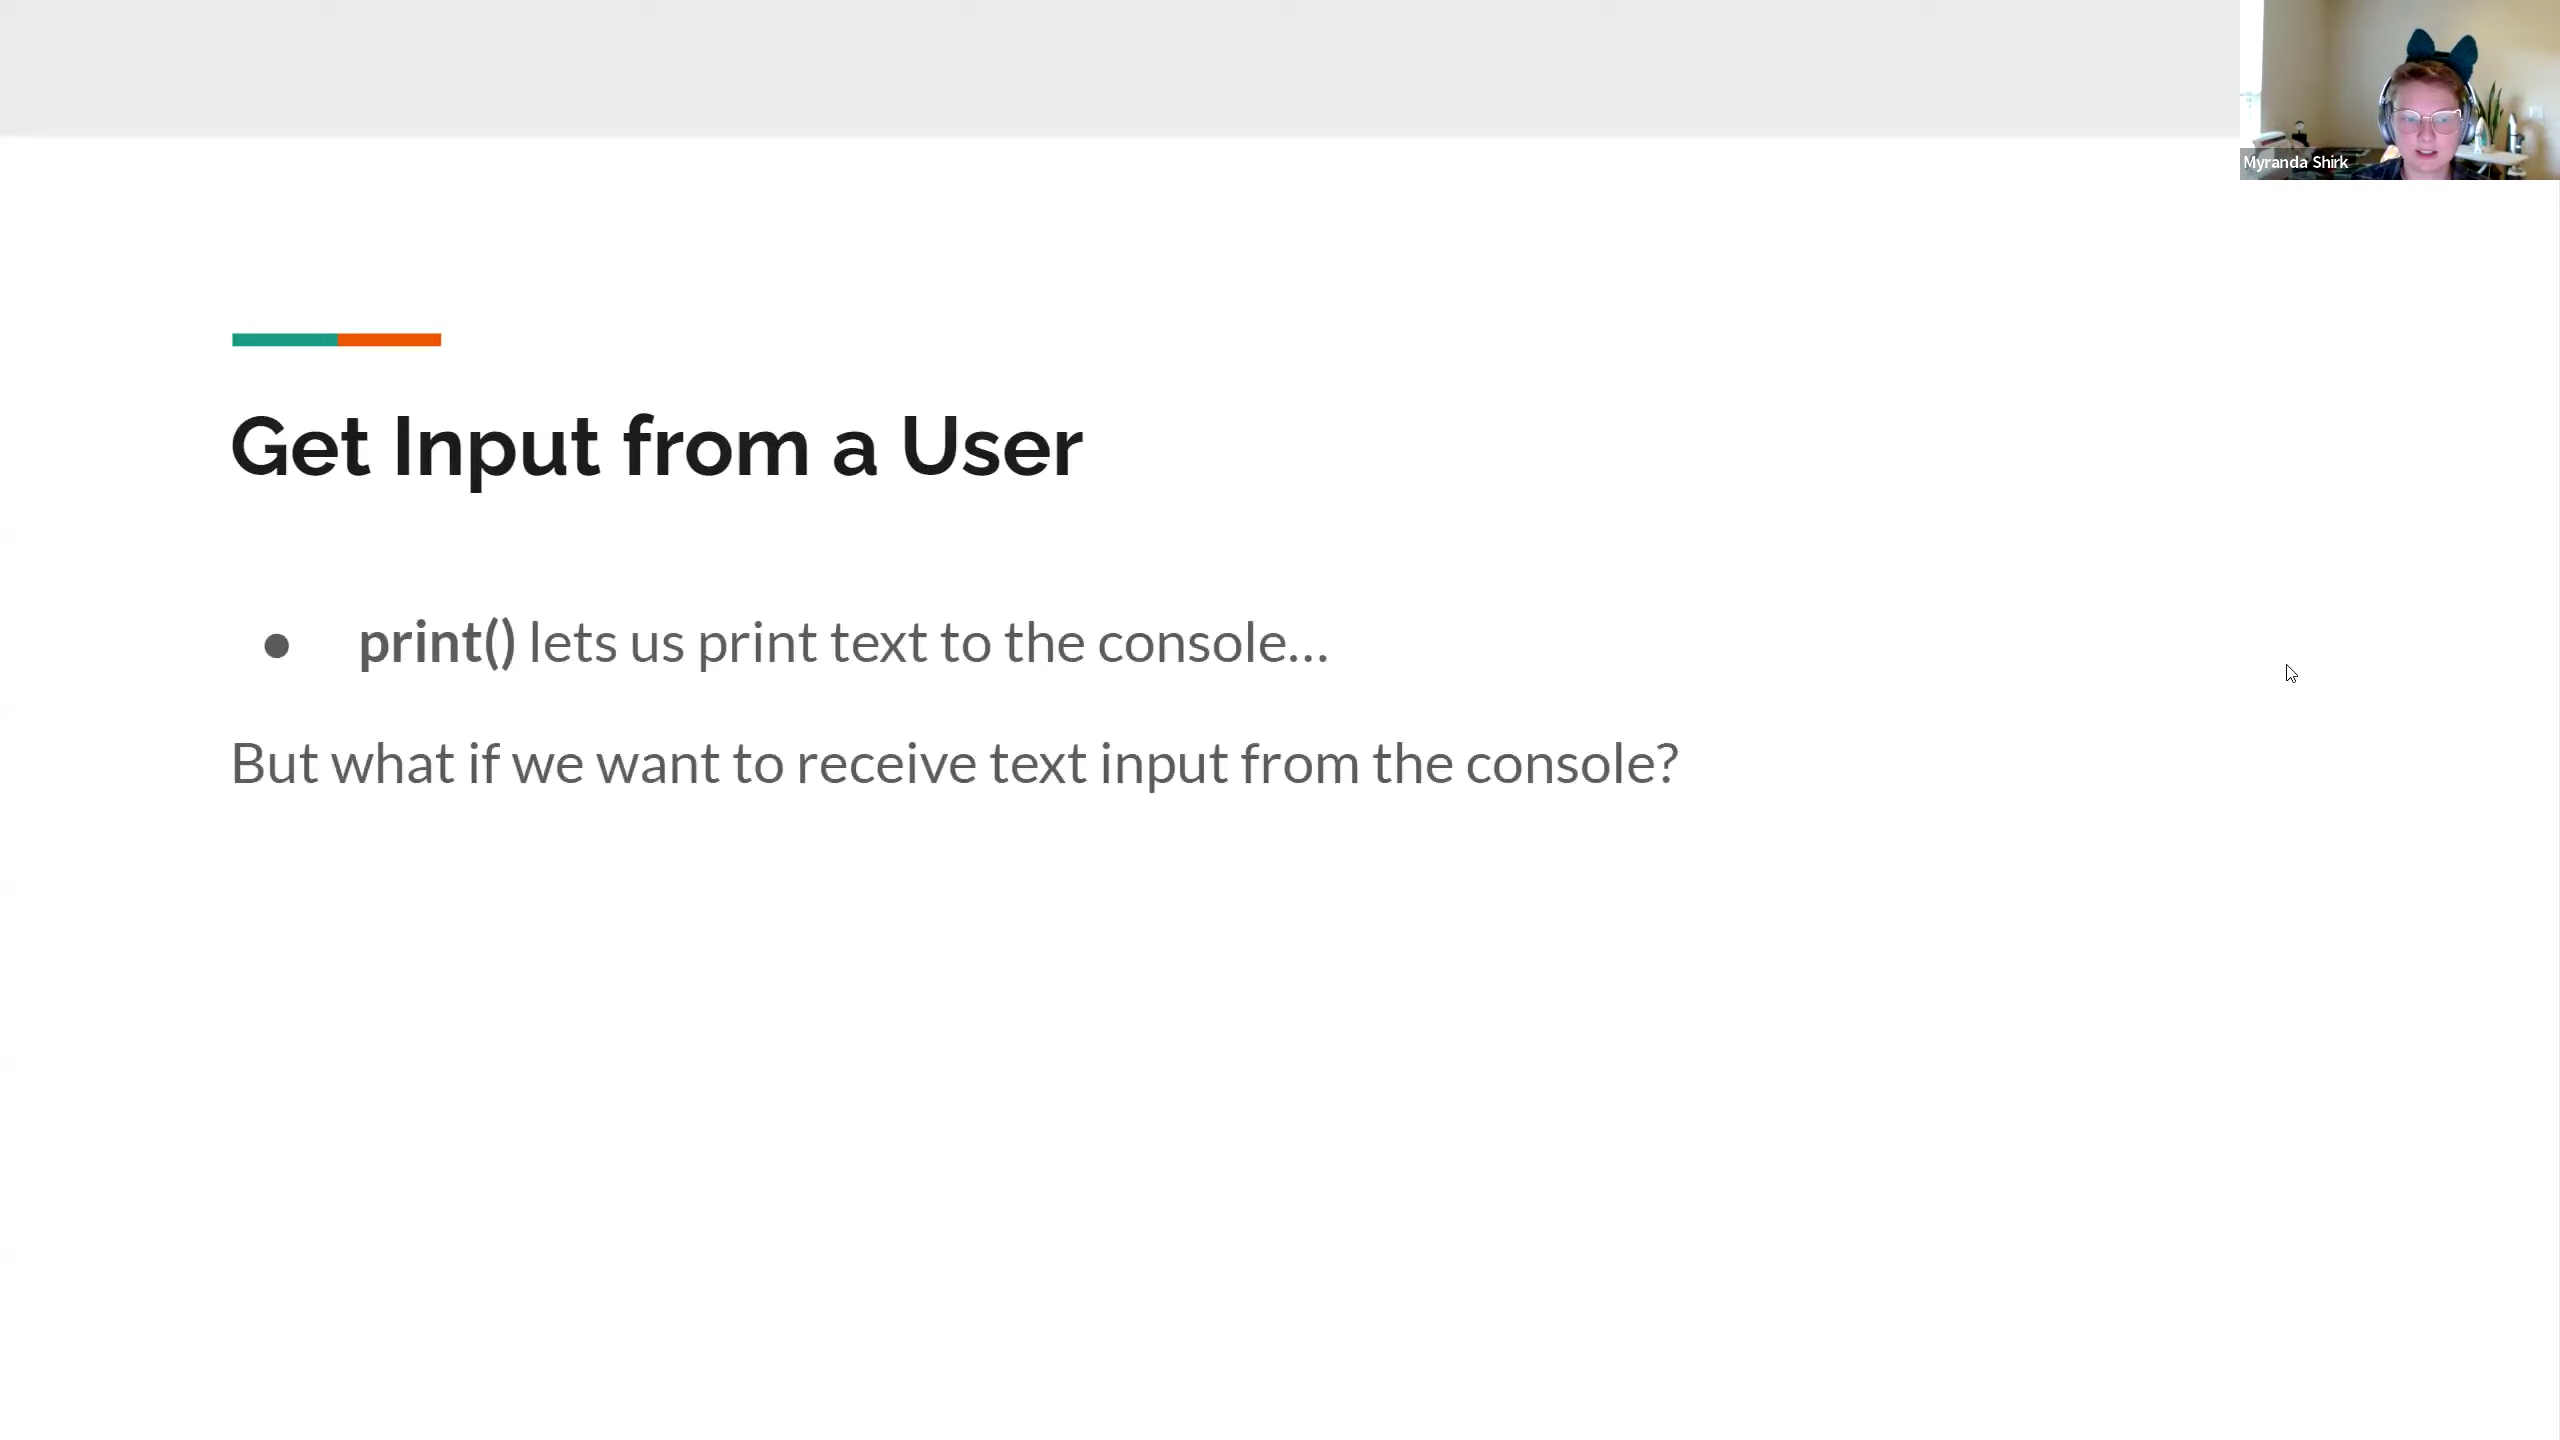 Myranda Shirk
Get Input from a User
● print() lets us print text to the console...
But what if we want to receive text input from the console?